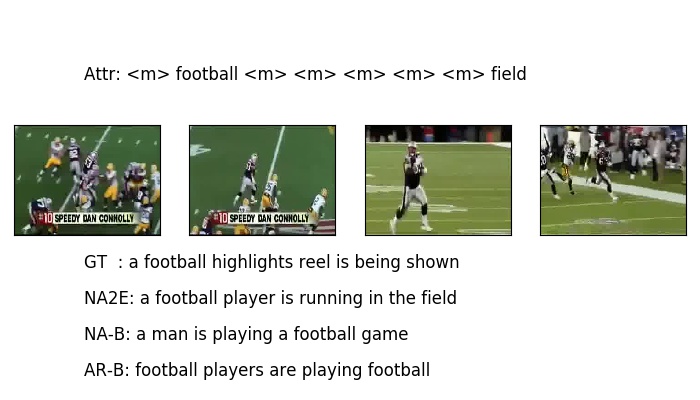 Attr: <m> football <m> <m> <m> <m> <m> field
#10 SPEEDY DAN CONNOLLY
#10 SPEEDY DAN CONNOLLY
GT  : a football highlights reel is being shown
NA2E: a football player is running in the field
NA-B: a man is playing a football game
AR-B: football players are playing football